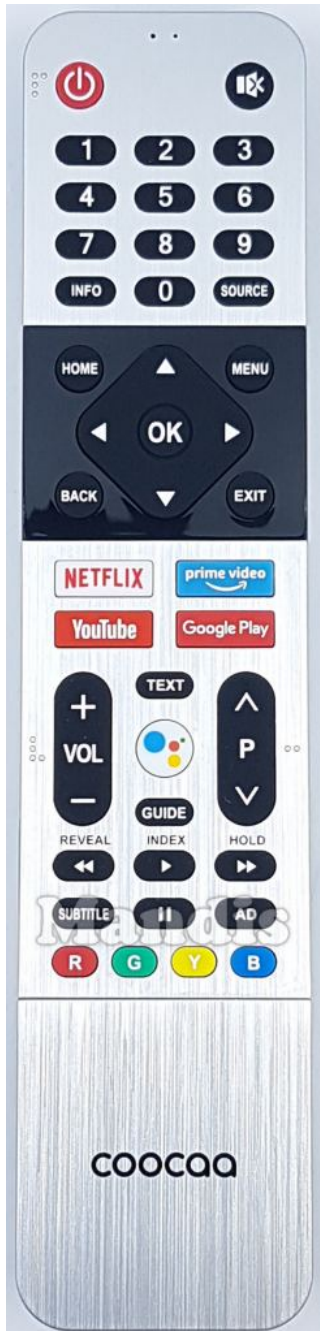 1 2 3
4 5 6
7 8 9
INFO 0 SOURCE
HOME MENU
OK
BACK EXIT
NETFLIX prime video
YouTube Google Play
TEXT
+
VOL P
−
GUIDE
REVEAL INDEX HOLD
SUBTITLE AD
Mandis
R G Y B
coocaa